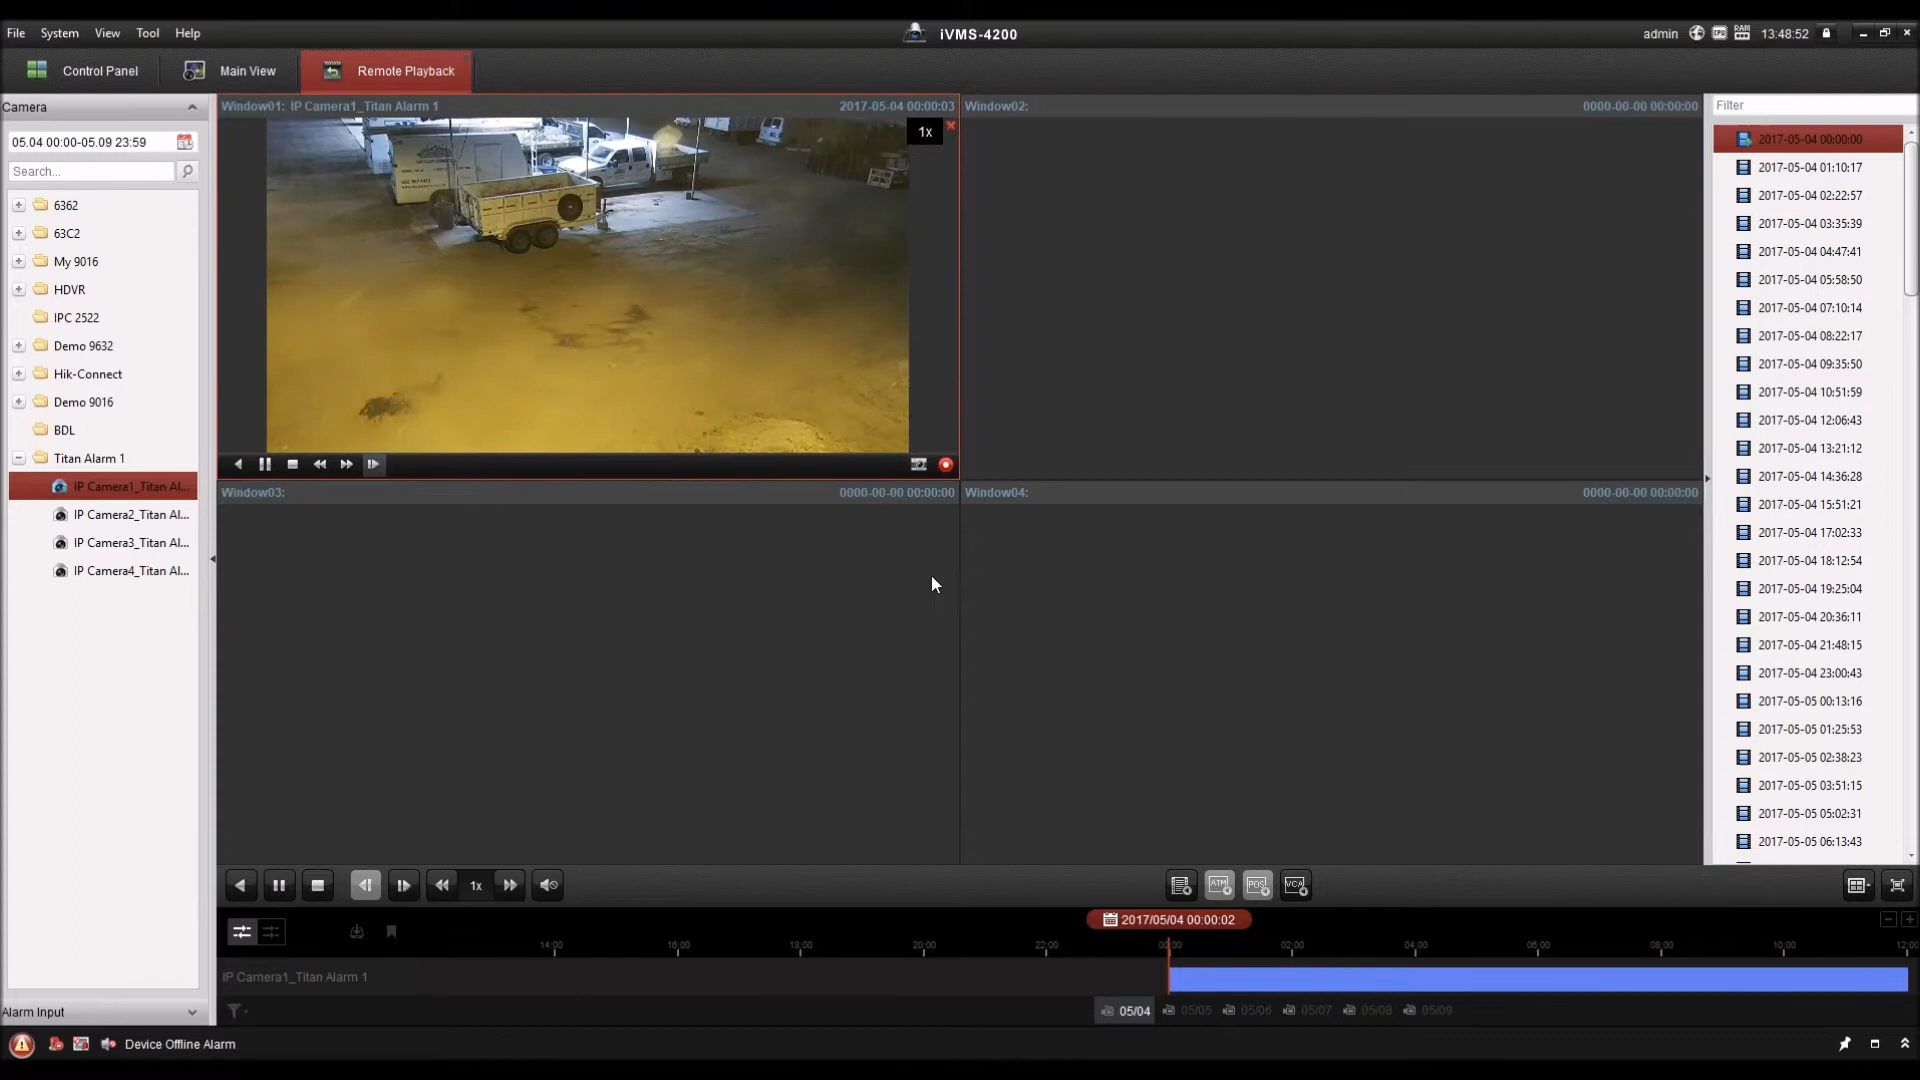 File System View Tool Help
iVMS-4200
admin 13:48:52
Control Panel
Main View
Remote Playback
Camera
05.04 00:00-05.09 23:59
Search...
6362
63C2
My 9016
HDVR
IPC 2522
Demo 9632
Hik-Connect
Demo 9016
BDL
Titan Alarm 1
IP Camera1_Titan Al...
IP Camera2_Titan Al...
IP Camera3_Titan Al...
IP Camera4_Titan Al...
Alarm Input
Window01: IP Camera1_Titan Alarm 1 2017-05-04 00:00:03
1x
Window02: 0000-00-00 00:00:00
Window03: 0000-00-00 00:00:00
Window04: 0000-00-00 00:00:00
Filter
2017-05-04 00:00:00
2017-05-04 01:10:17
2017-05-04 02:22:57
2017-05-04 03:35:39
2017-05-04 04:47:41
2017-05-04 05:58:50
2017-05-04 07:10:14
2017-05-04 08:22:17
2017-05-04 09:35:50
2017-05-04 10:51:59
2017-05-04 12:06:43
2017-05-04 13:21:12
2017-05-04 14:36:28
2017-05-04 15:51:21
2017-05-04 17:02:33
2017-05-04 18:12:54
2017-05-04 19:25:04
2017-05-04 20:36:11
2017-05-04 21:48:15
2017-05-04 23:00:43
2017-05-05 00:13:16
2017-05-05 01:25:53
2017-05-05 02:38:23
2017-05-05 03:51:15
2017-05-05 05:02:31
2017-05-05 06:13:43
1x
ATM
POS
VCA
2017/05/04 00:00:02
14:00 16:00 18:00 20:00 22:00 00:00 02:00 04:00 06:00 08:00 10:00 12:00
IP Camera1_Titan Alarm 1
05/04 05/05 05/06 05/07 05/08 05/09
Device Offline Alarm